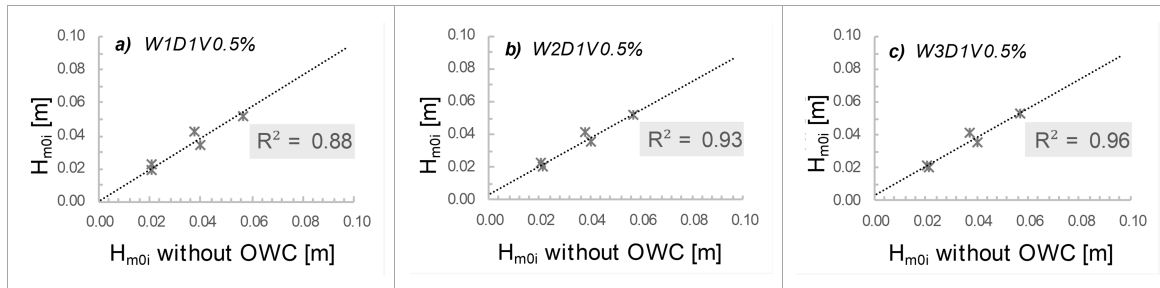 a) W1D1V0.5%
0.10
0.08
0.06
0.04
0.02
0.00
H_m0i [m]
R² = 0.88
0.00 0.02 0.04 0.06 0.08 0.10
H_m0i without OWC [m]
b) W2D1V0.5%
0.10
0.08
0.06
0.04
0.02
0.00
H_m0i [m]
R² = 0.93
0.00 0.02 0.04 0.06 0.08 0.10
H_m0i without OWC [m]
c) W3D1V0.5%
0.10
0.08
0.06
0.04
0.02
0.00
H_m0i [m]
R² = 0.96
0.00 0.02 0.04 0.06 0.08 0.10
H_m0i without OWC [m]